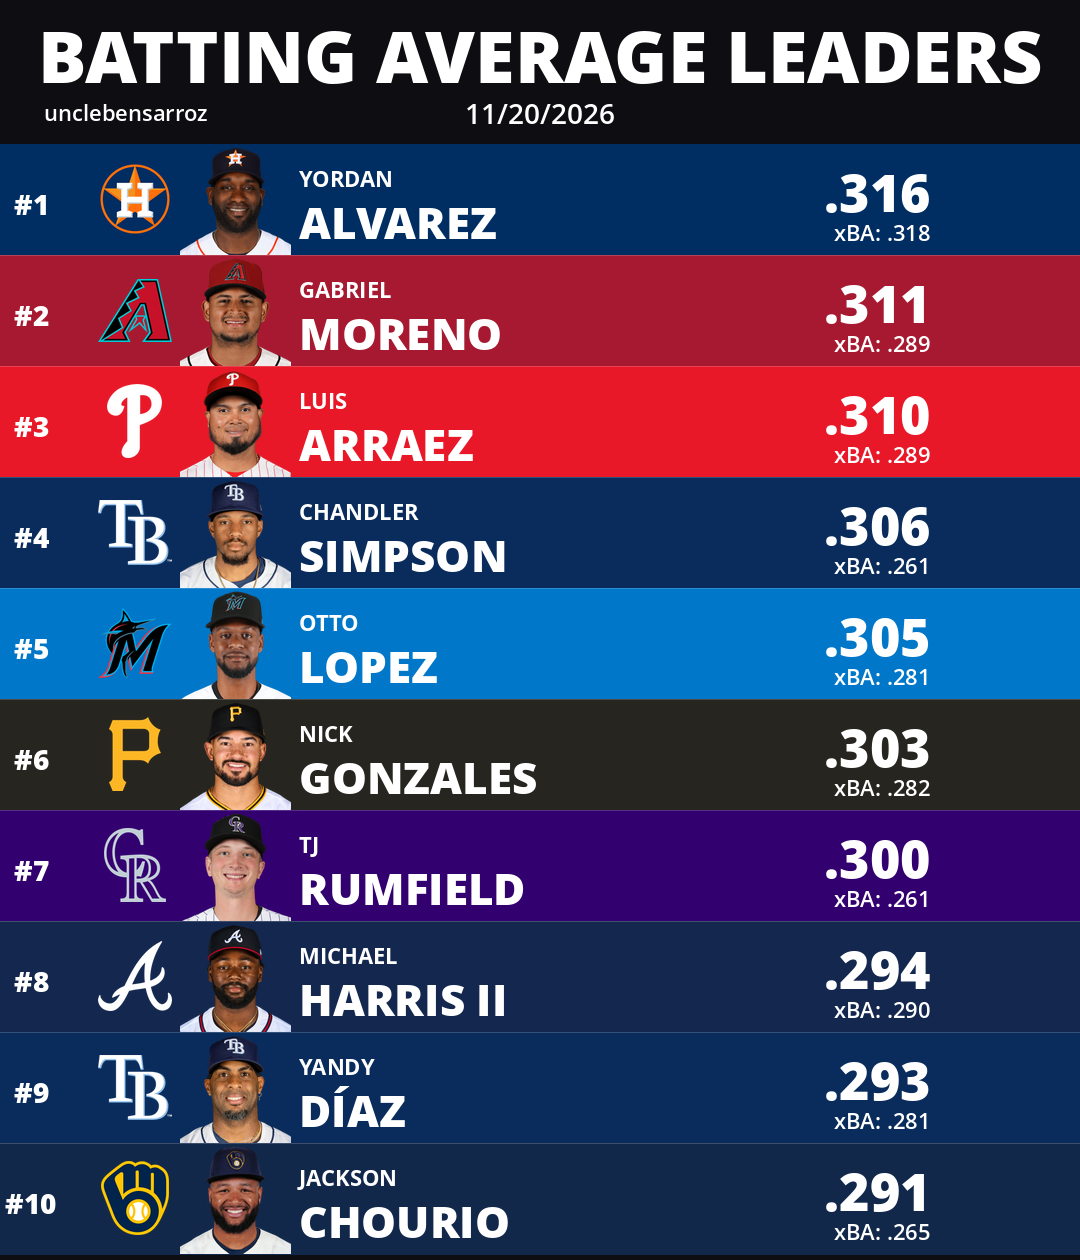 BATTING AVERAGE LEADERS
unclebensarroz 11/20/2026
#1 YORDAN ALVAREZ .316 xBA: .318
#2 GABRIEL MORENO .311 xBA: .289
#3 LUIS ARRAEZ .310 xBA: .289
#4 TB CHANDLER SIMPSON .306 xBA: .261
#5 OTTO LOPEZ .305 xBA: .281
#6 NICK GONZALES .303 xBA: .282
#7 TJ RUMFIELD .300 xBA: .261
#8 MICHAEL HARRIS II .294 xBA: .290
#9 TB YANDY DÍAZ .293 xBA: .281
#10 JACKSON CHOURIO .291 xBA: .265